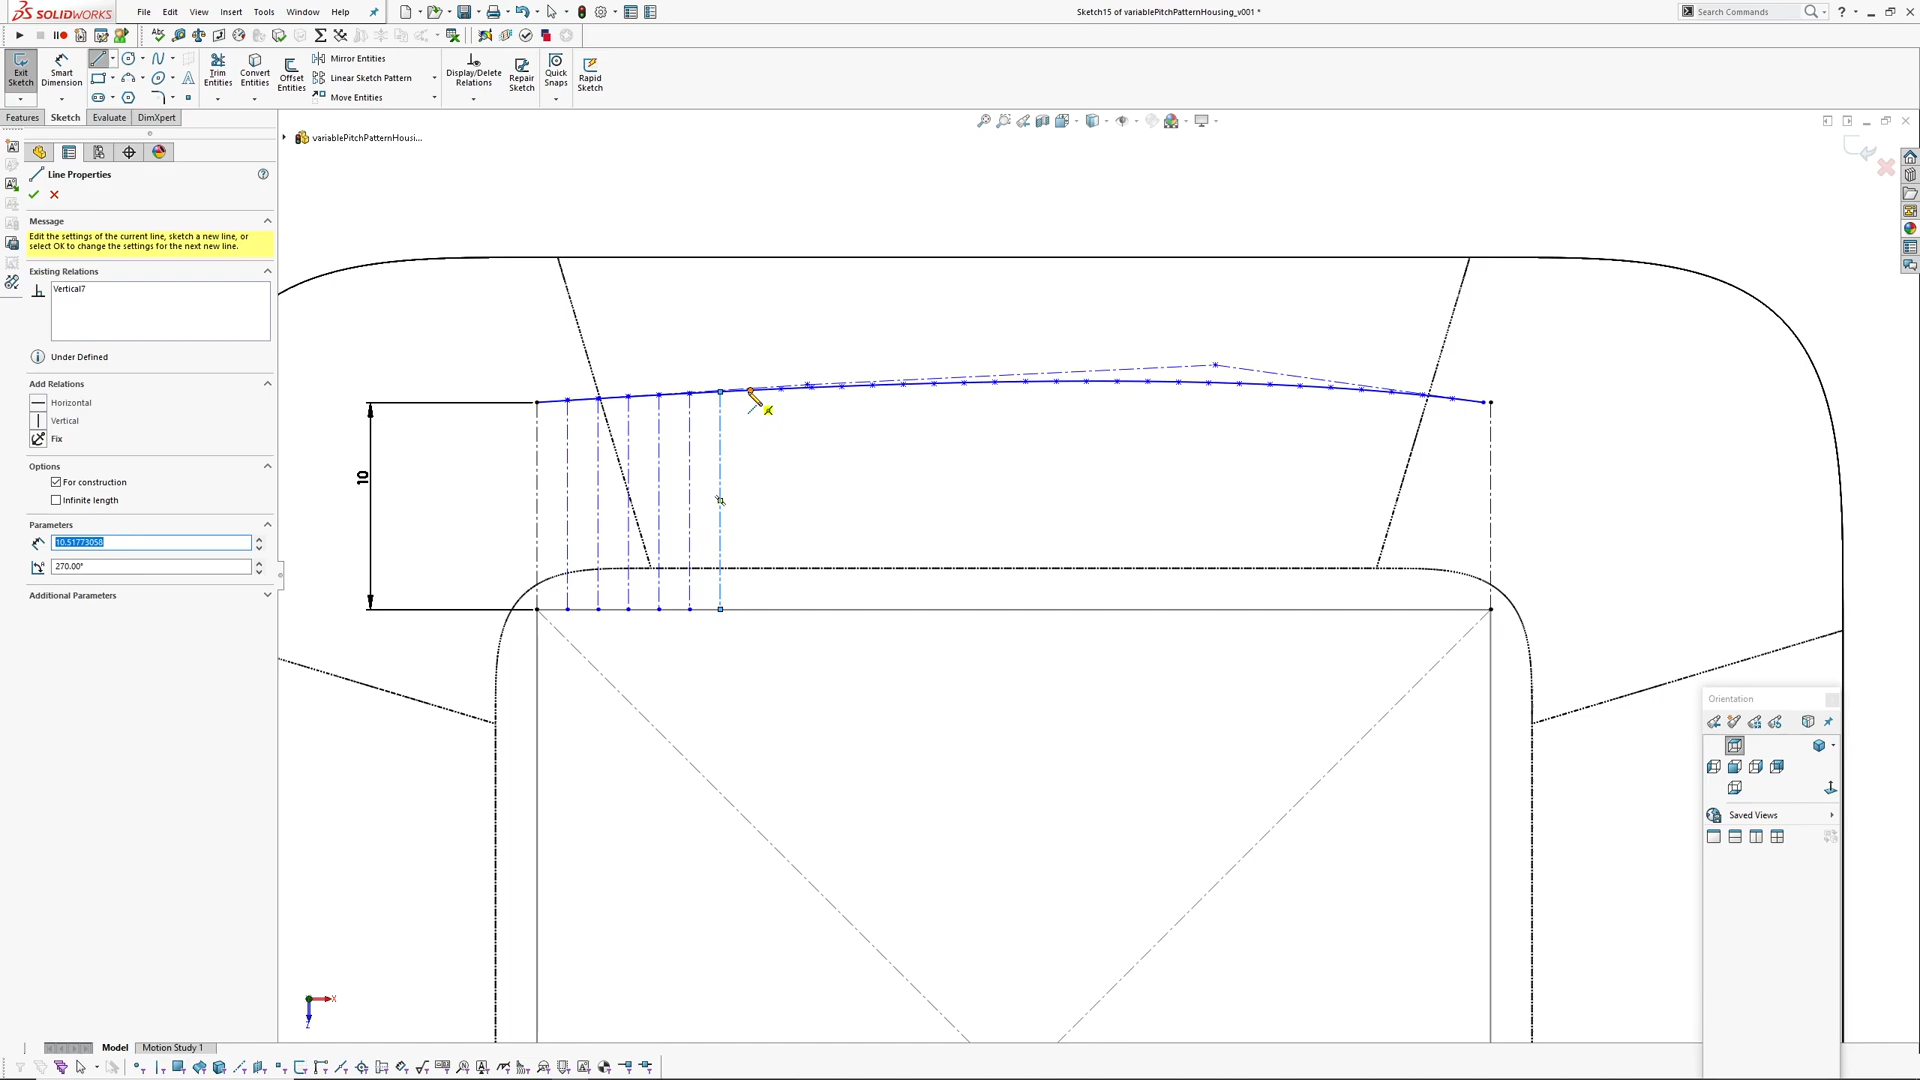 SOLIDWORKS
File
Edit
View
Insert
Tools
Window
Help
Sketch15 of variablePitchPatternHousing_v001 *
Search Commands
Exit
Sketch
Smart
Dimension
Trim
Entities
Convert
Entities
Offset
Entities
Mirror Entities
Linear Sketch Pattern
Move Entities
Display/Delete
Relations
Repair
Sketch
Quick
Snaps
Rapid
Sketch
Features
Sketch
Evaluate
DimXpert
variablePitchPatternHousi...
Line Properties
Message
Edit the settings of the current line, sketch a new line, or
select OK to change the settings for the next new line.
Existing Relations
Vertical7
Under Defined
Add Relations
Horizontal
Vertical
Fix
Options
For construction
Infinite length
Parameters
10.51773058
270.00°
Additional Parameters
10
Orientation
Saved Views
X
Z
Model
Motion Study 1